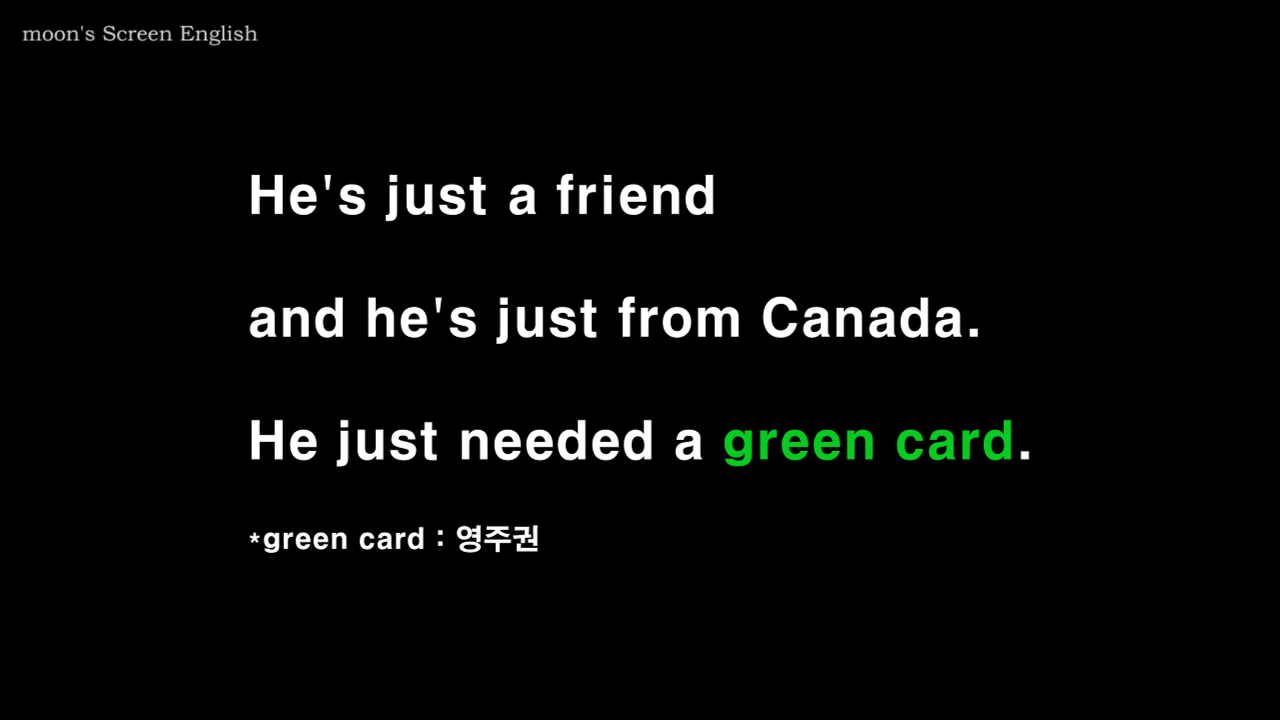 moon's Screen English
He's just a friend
and he's just from Canada.
He just needed a green card.
*green card : 영주권